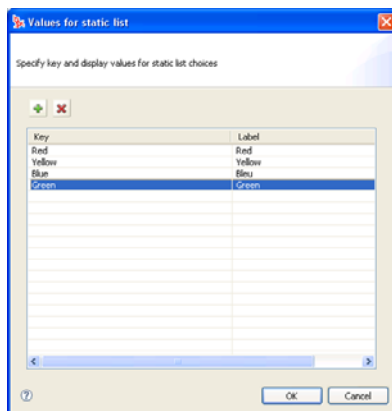 Values for static list
Specify key and display values for static list choices
Key Label
Red Red
Yellow Yellow
Blue Bleu
Green Green
OK Cancel